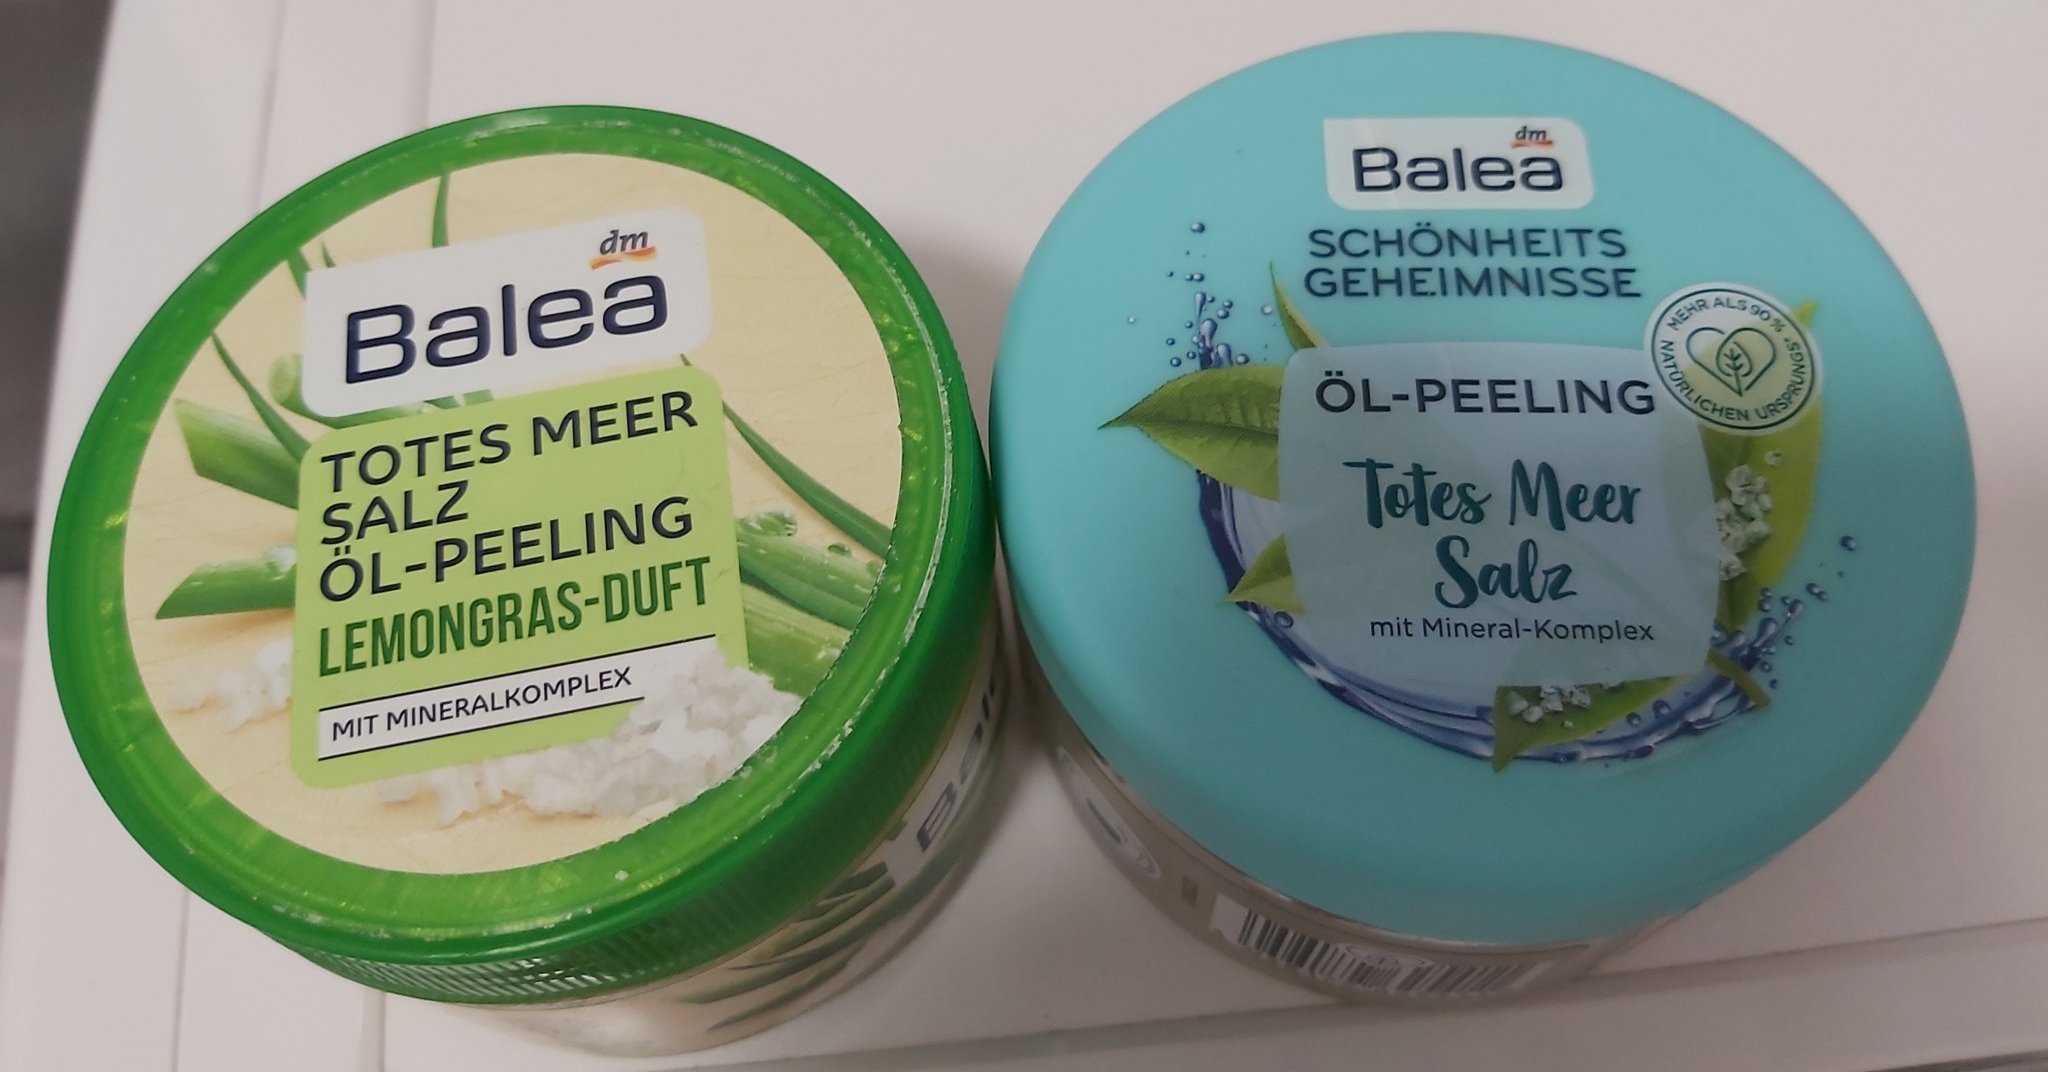 dm
Balea
TOTES MEER
SALZ
ÖL-PEELING
LEMONGRAS-DUFT
MIT MINERALKOMPLEX
dm
Balea
SCHÖNHEITS
GEHEIMNISSE
MEHR ALS 90%
NATÜRLICHEN URSPRUNGS*
ÖL-PEELING
Totes Meer
Salz
mit Mineral-Komplex